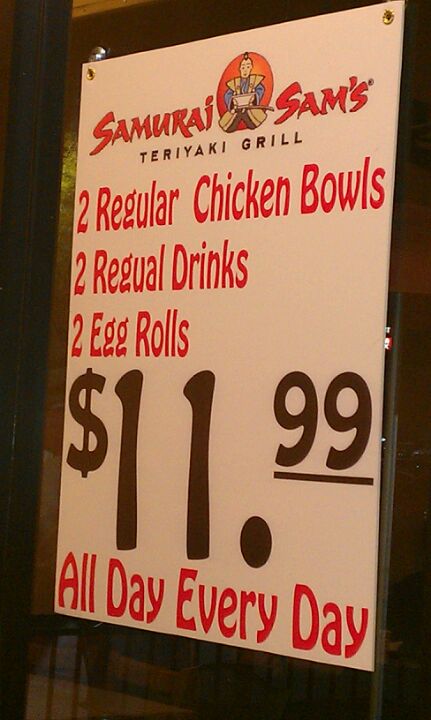 SAMURAI SAM'S®
TERIYAKI GRILL
2 Regular Chicken Bowls
2 Regual Drinks
2 Egg Rolls
$11.99
All Day Every Day